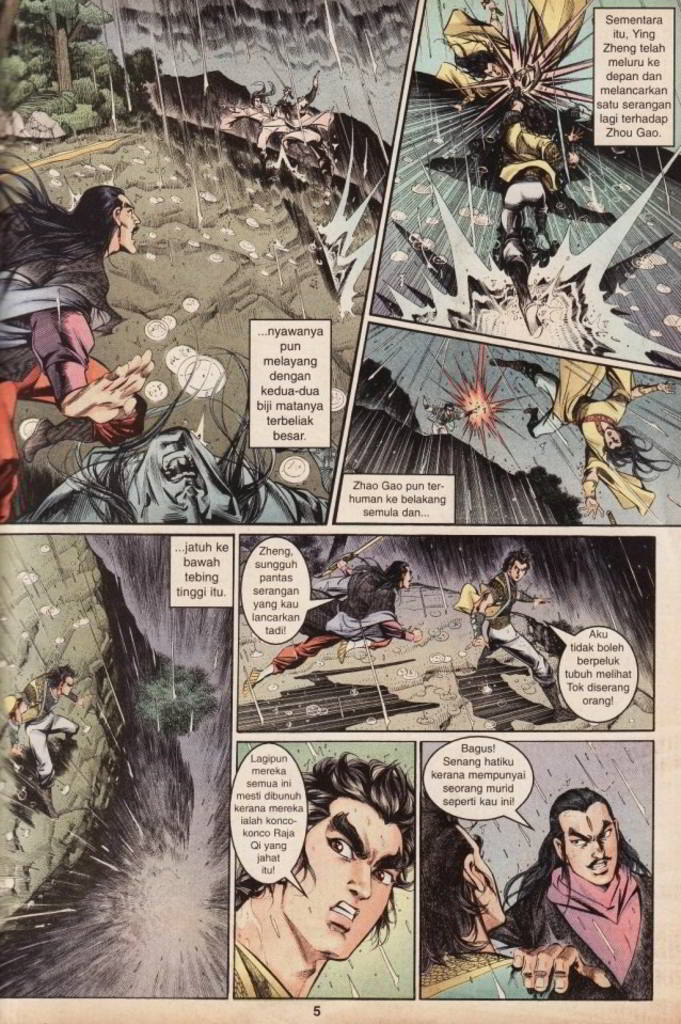 ...nyawanya
pun
melayang
dengan
kedua-dua
biji matanya
terbeliak
besar.
Sementara
itu, Ying
Zheng telah
meluru ke
depan dan
melancarkan
satu serangan
lagi terhadap
Zhou Gao.
Zhao Gao pun ter-
human ke belakang
semula dan...
...jatuh ke
bawah
tebing
tinggi itu.
Zheng,
sungguh
pantas
serangan
yang kau
lancarkan
tadi!
Aku
tidak boleh
berpeluk
tubuh melihat
Tok diserang
orang!
Lagipun
mereka
semua ini
mesti dibunuh
kerana mereka
ialah konco-
konco Raja
Qi yang
jahat
itu!
Bagus!
Senang hatiku
kerana mempunyai
seorang murid
seperti kau ini!
5